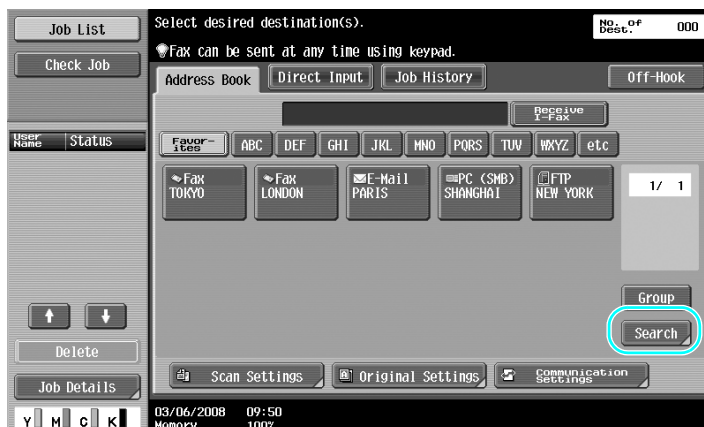 Job List
Check Job
User Name Status
Delete
Job Details
Y M C K
Select desired destination(s).
No. of Dest. 000
Fax can be sent at any time using keypad.
Address Book Direct Input Job History Off-Hook
Receive I-Fax
Favor-ites ABC DEF GHI JKL MNO PQRS TUV WXYZ etc
Fax TOKYO
Fax LONDON
E-Mail PARIS
PC (SMB) SHANGHAI
FTP NEW YORK
1/ 1
Group
Search
Scan Settings Original Settings Communication Settings
03/06/2008 09:50
Memory 100%